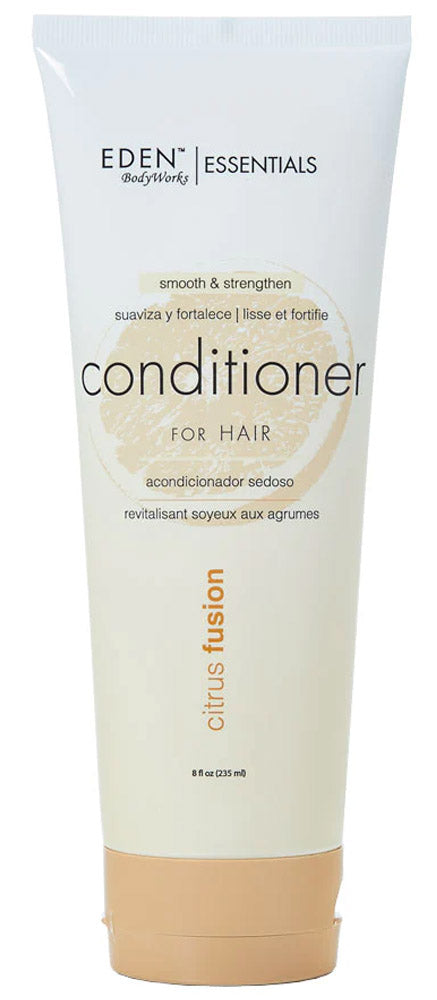 EDEN™ | ESSENTIALS
BodyWorks
smooth & strengthen
suaviza y fortalece | lisse et fortifie
conditioner
FOR HAIR
acondicionador sedoso
revitalisant soyeux aux agrumes
citrus fusion
8 fl oz (235 ml)